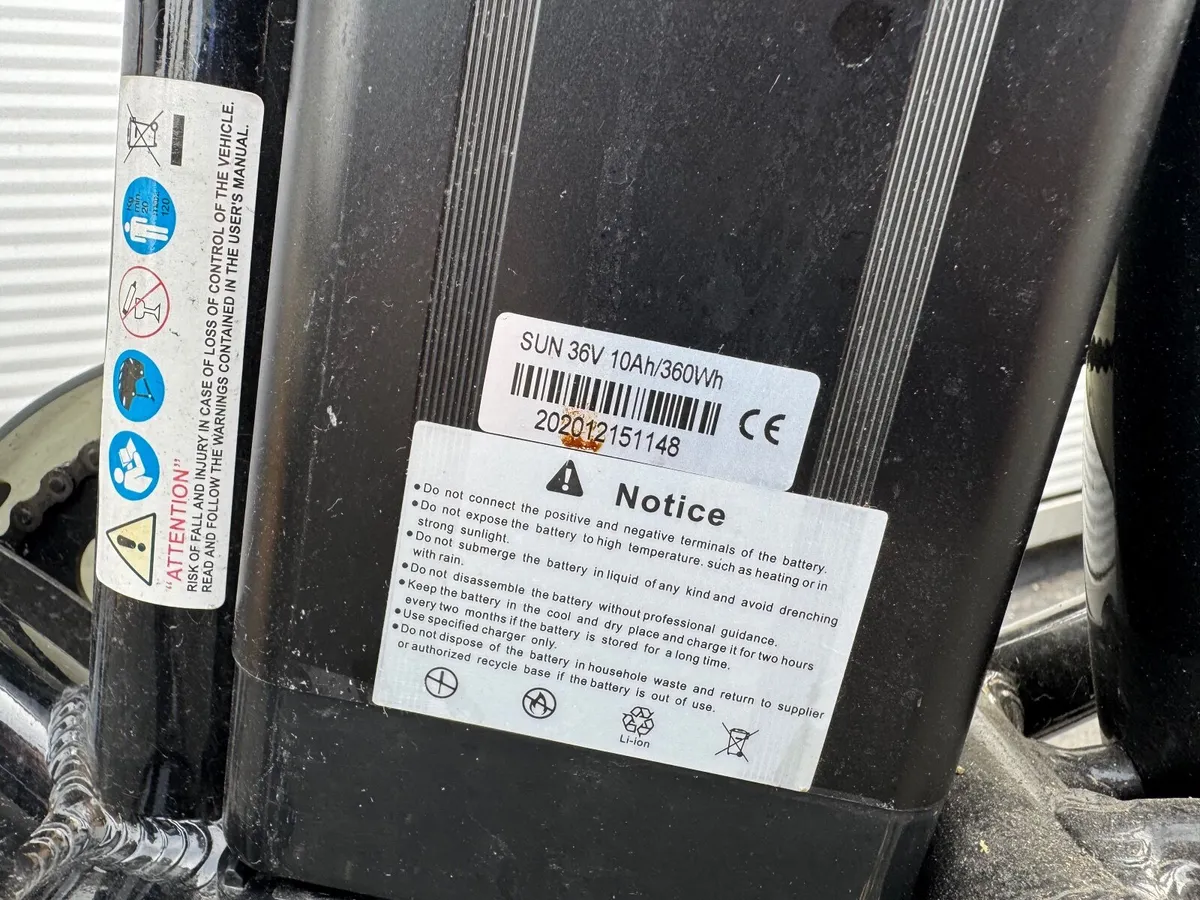 Kg
min.
20
max.
120
"ATTENTION"
RISK OF FALL AND INJURY IN CASE OF LOSS OF CONTROL OF THE VEHICLE.
READ AND FOLLOW THE WARNINGS CONTAINED IN THE USER'S MANUAL.
SUN 36V 10Ah/360Wh
202012151148
CE
Notice
•Do not connect the positive and negative terminals of the battery.
•Do not expose the battery to high temperature, such as heating or in
strong sunlight.
•Do not submerge the battery in liquid of any kind and avoid drenching
with rain.
•Do not disassemble the battery without professional guidance.
•Keep the battery in the cool and dry place and charge it for two hours
every two months if the battery is stored for a long time.
•Use specified charger only.
•Do not dispose of the battery in household waste and return to supplier
or authorized recycle base if the battery is out of use.
Li-ion